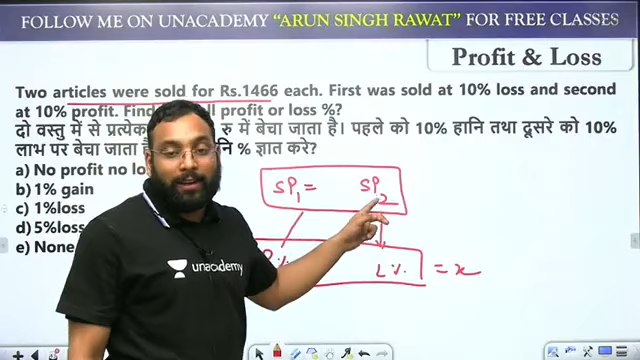 FOLLOW ME ON UNACADEMY “ARUN SINGH RAWAT” FOR FREE CLASSES
Profit & Loss
Two articles were sold for Rs.1466 each. First was sold at 10% loss and second
at 10% profit. Find ll profit or loss %?
दो वस्तु में से प्रत्येक रु में बेचा जाता है। पहले को 10% हानि तथा दूसरे को 10%
लाभ पर बेचा जाता % ज्ञात करे?
a) No profit no
b) 1% gain
c) 1%loss
d) 5%loss
e) None
SP1 = SP2
L% = x
unacademy